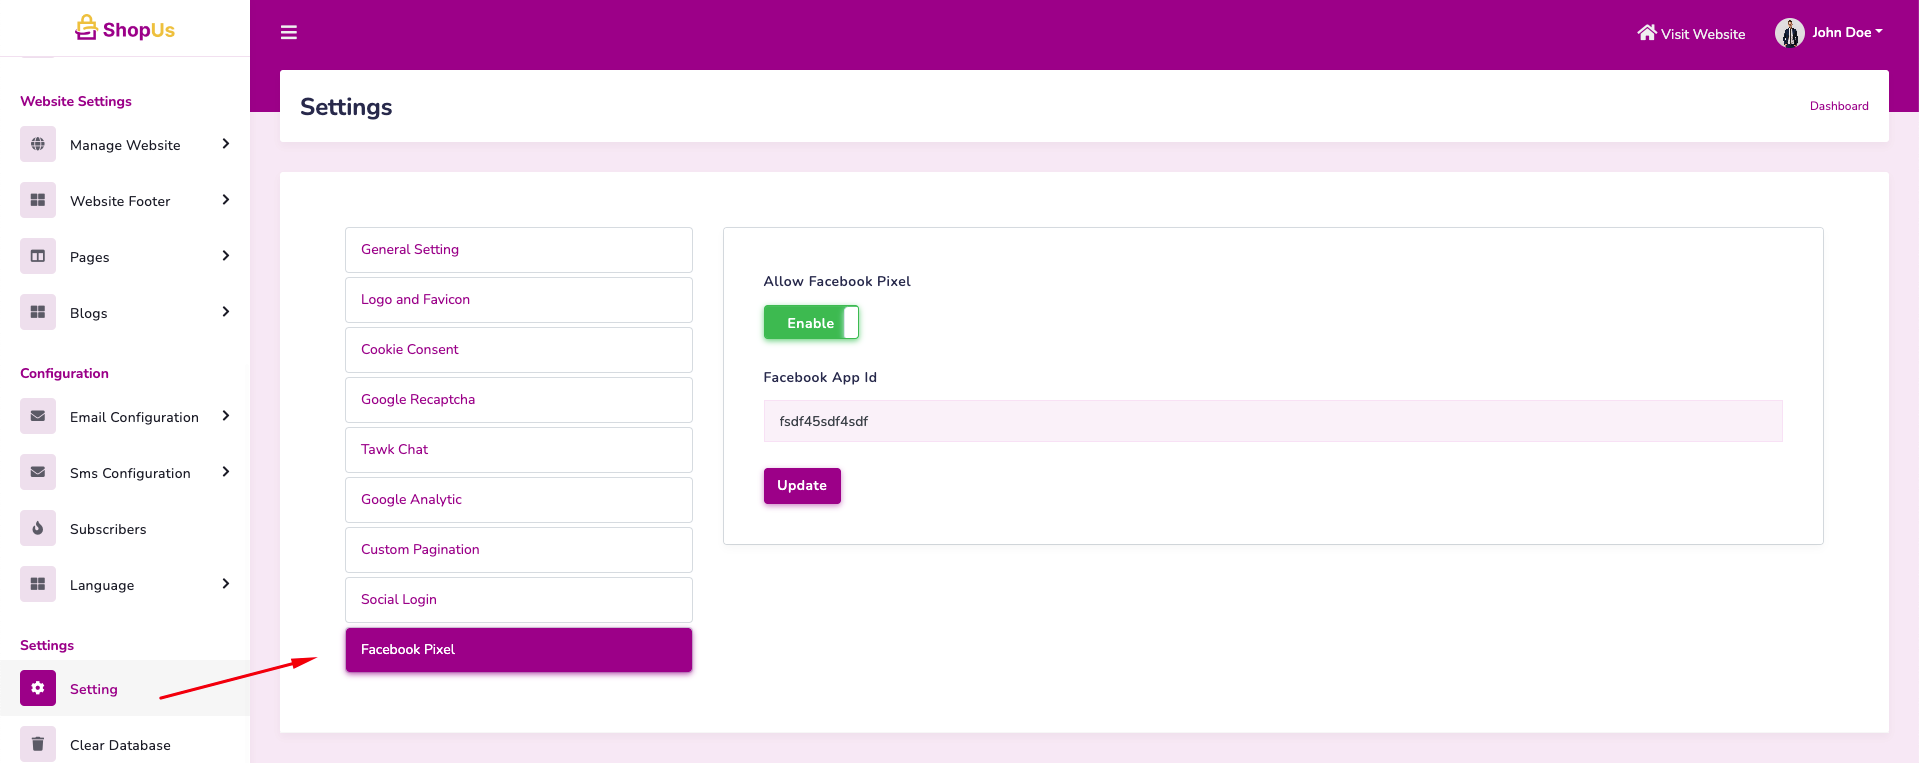 ShopUs
Visit Website
John Doe
Settings
Dashboard
Website Settings
Manage Website
Website Footer
Pages
Blogs
Configuration
Email Configuration
Sms Configuration
Subscribers
Language
Settings
Setting
Clear Database
General Setting
Logo and Favicon
Cookie Consent
Google Recaptcha
Tawk Chat
Google Analytic
Custom Pagination
Social Login
Facebook Pixel
Allow Facebook Pixel
Enable
Facebook App Id
fsdf45sdf4sdf
Update